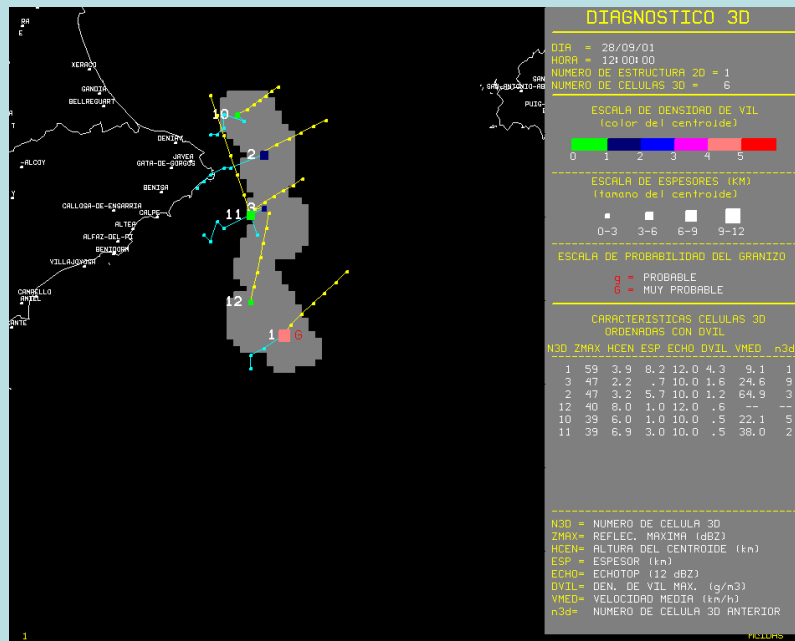 DIAGNOSTICO 3D
DIA = 28/09/01
HORA = 12:00:00
NUMERO DE ESTRUCTURA 2D = 1
NUMERO DE CELULAS 3D = 6
ESCALA DE DENSIDAD DE VIL
(color del centroide)
0 1 2 3 4 5
ESCALA DE ESPESORES (KM)
(tamano del centroide)
0-3 3-6 6-9 9-12
ESCALA DE PROBABILIDAD DEL GRANIZO
g = PROBABLE
G = MUY PROBABLE
CARACTERISTICAS CELULAS 3D
ORDENADAS CON DVIL
N3D ZMAX HCEN ESP ECHO DVIL VMED n3d
1 59 3.9 8.2 12.0 4.3 9.1 1
3 47 2.2 .7 10.0 1.6 24.6 9
2 47 3.2 5.7 10.0 1.2 64.9 3
12 40 8.0 1.0 12.0 .6 -- --
10 39 6.0 1.0 10.0 .5 22.1 5
11 39 6.9 3.0 10.0 .5 38.0 2
N3D = NUMERO DE CELULA 3D
ZMAX= REFLEC. MAXIMA (dBZ)
HCEN= ALTURA DEL CENTROIDE (km)
ESP = ESPESOR (km)
ECHO= ECHOTOP (12 dBZ)
DVIL= DEN. DE VIL MAX. (g/m3)
VMED= VELOCIDAD MEDIA (km/h)
n3d= NUMERO DE CELULA 3D ANTERIOR
XERACO
GANDIA
BELLREGUART
DENIA
JAVEA
GATA-DE-GORGOS
-ALCOY
BENISA
CALLOSA-DE-ENGARRIA
CALPE
ALTEA
ALFAZ-DEL-PI
BENIDORM
VILLAJOYOSA
CAMPELLO
ANTE
PUIG-
10
2
3
11
12
1 G
1
McIDAS